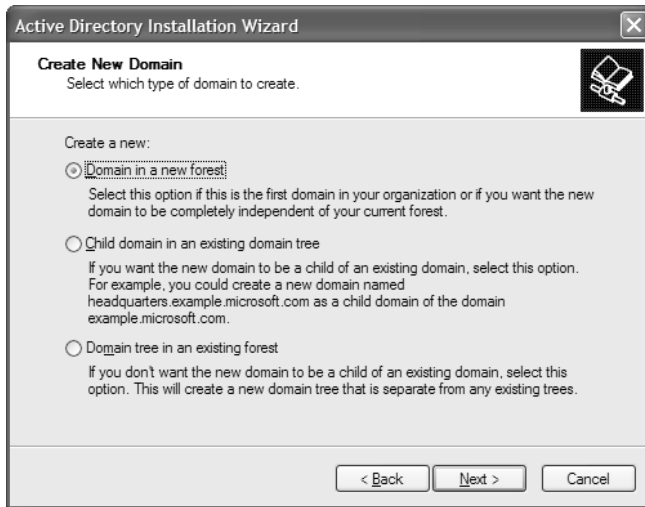 Active Directory Installation Wizard
Create New Domain
Select which type of domain to create.
Create a new:
Domain in a new forest
Select this option if this is the first domain in your organization or if you want the new
domain to be completely independent of your current forest.
Child domain in an existing domain tree
If you want the new domain to be a child of an existing domain, select this option.
For example, you could create a new domain named
headquarters.example.microsoft.com as a child domain of the domain
example.microsoft.com.
Domain tree in an existing forest
If you don't want the new domain to be a child of an existing domain, select this
option. This will create a new domain tree that is separate from any existing trees.
< Back Next > Cancel